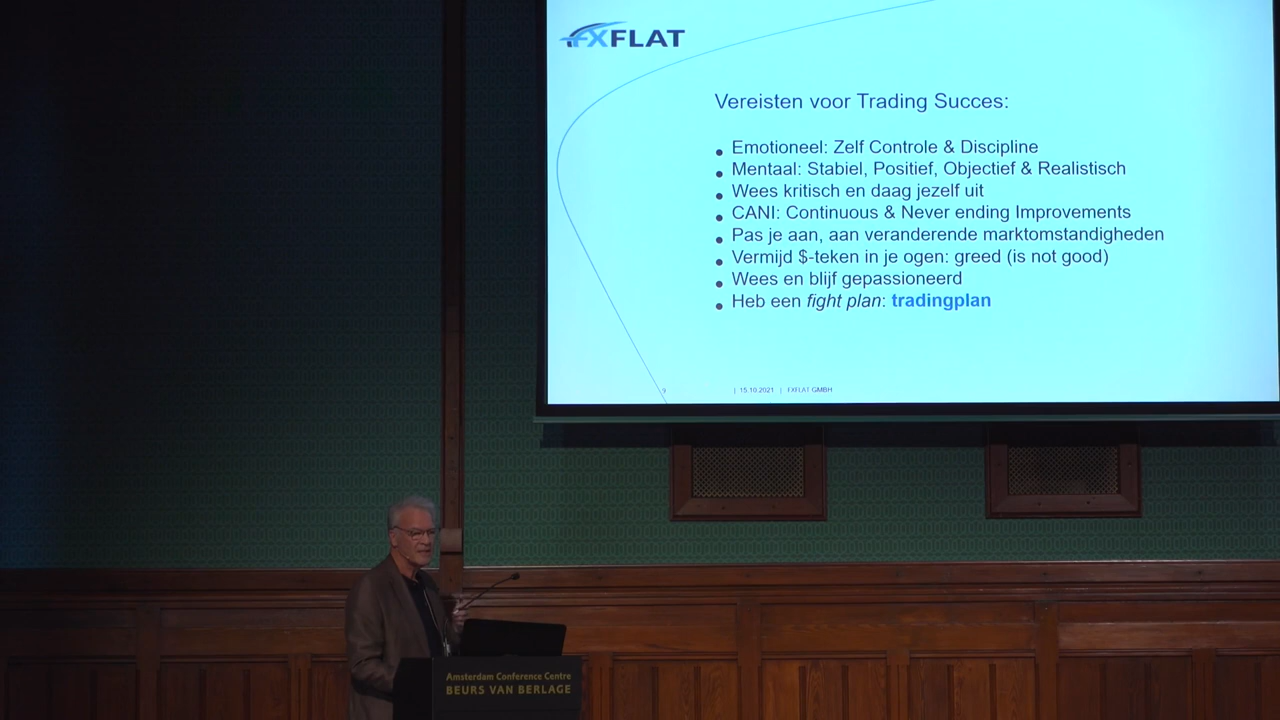 FXFLAT
Vereisten voor Trading Succes:
• Emotioneel: Zelf Controle & Discipline
• Mentaal: Stabiel, Positief, Objectief & Realistisch
• Wees kritisch en daag jezelf uit
• CANI: Continuous & Never ending Improvements
• Pas je aan, aan veranderende marktomstandigheden
• Vermijd $-teken in je ogen: greed (is not good)
• Wees en blijf gepassioneerd
• Heb een fight plan: tradingplan
9 | 15.10.2021 | FXFLAT GMBH
Amsterdam Conference Centre
BEURS VAN BERLAGE